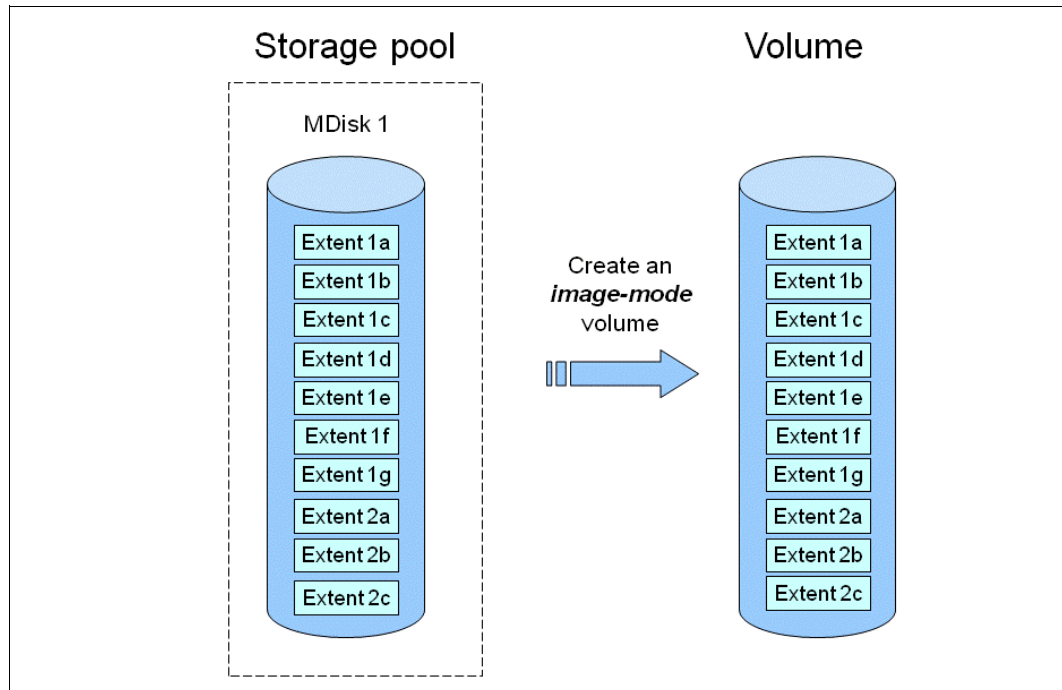 Storage pool
Volume
MDisk 1
Extent 1a
Extent 1b
Extent 1c
Extent 1d
Extent 1e
Extent 1f
Extent 1g
Extent 2a
Extent 2b
Extent 2c
Create an
image-mode
volume
Extent 1a
Extent 1b
Extent 1c
Extent 1d
Extent 1e
Extent 1f
Extent 1g
Extent 2a
Extent 2b
Extent 2c